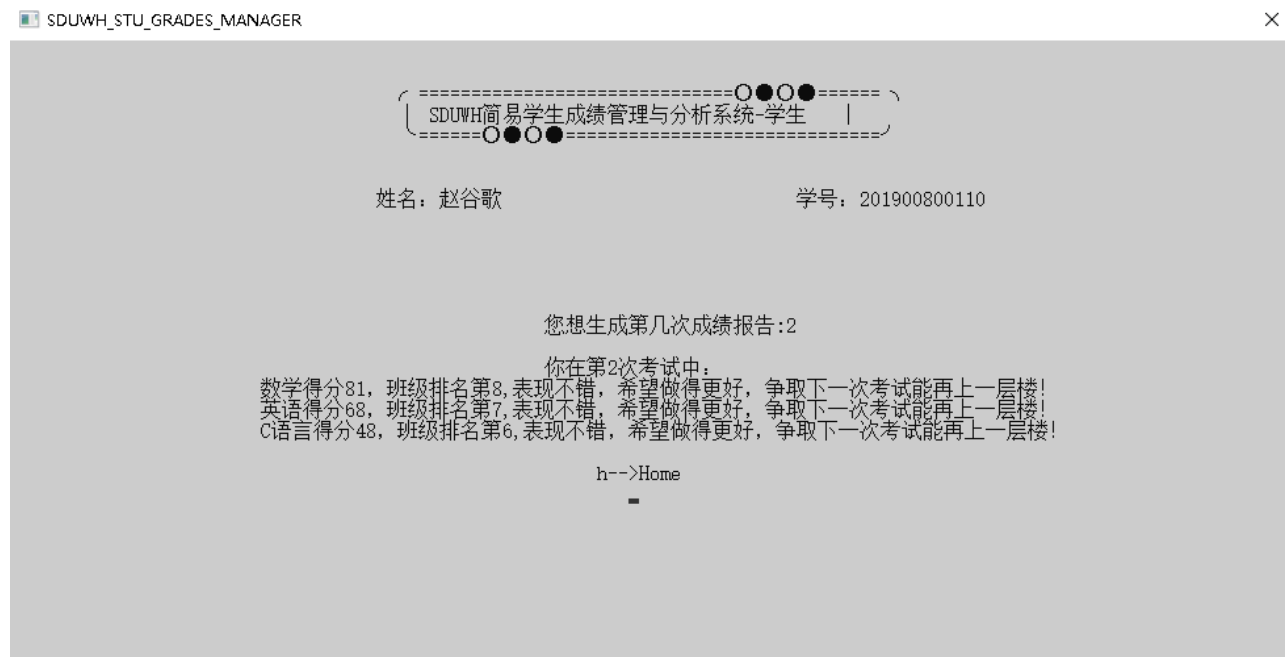 SDUWH_STU_GRADES_MANAGER
╭ ==============================○●○●====== ╮
│ SDUWH简易学生成绩管理与分析系统-学生 │
╰======○●○●==============================╯
姓名：赵谷歌 学号：201900800110
您想生成第几次成绩报告:2
你在第2次考试中：
数学得分81，班级排名第8,表现不错，希望做得更好，争取下一次考试能再上一层楼!
英语得分68，班级排名第7,表现不错，希望做得更好，争取下一次考试能再上一层楼!
C语言得分48，班级排名第6,表现不错，希望做得更好，争取下一次考试能再上一层楼!
h-->Home